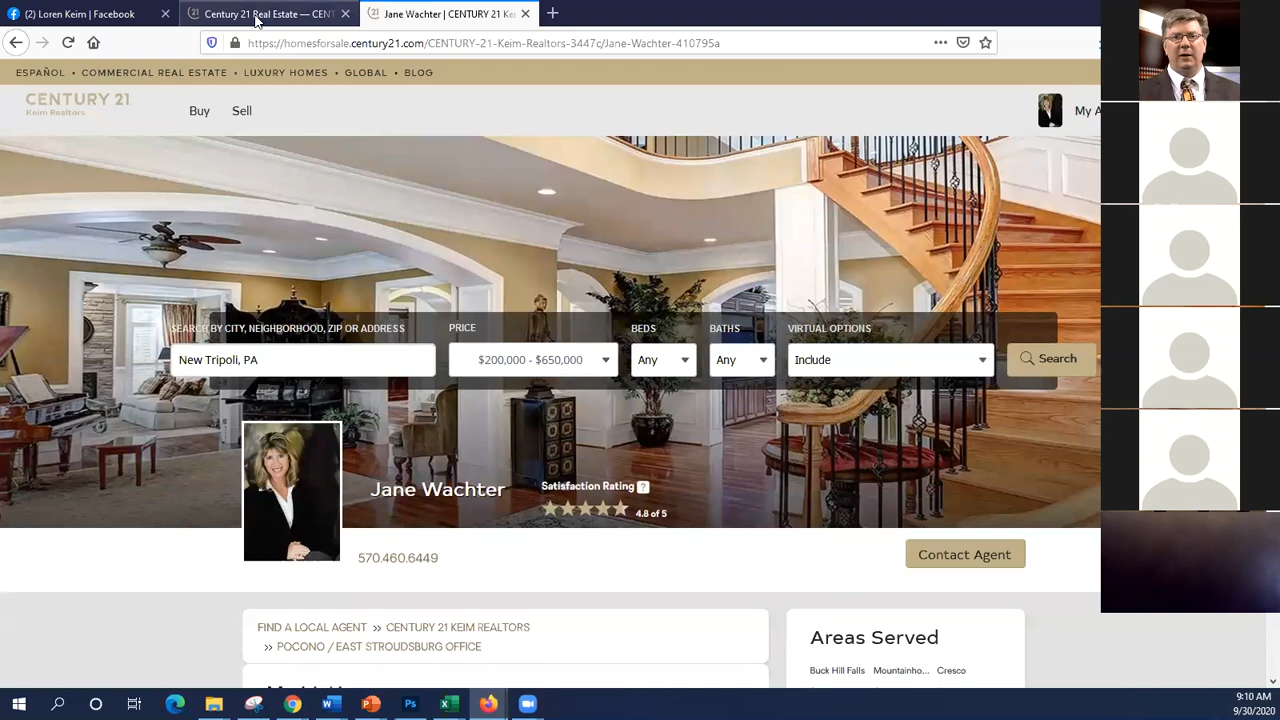 (2) Loren Keim | Facebook
Century 21 Real Estate — CENT
Jane Wachter | CENTURY 21 Kei
https://homesforsale.century21.com/CENTURY-21-Keim-Realtors-3447c/Jane-Wachter-410795a
ESPAÑOL • COMMERCIAL REAL ESTATE • LUXURY HOMES • GLOBAL • BLOG
CENTURY 21
Keim Realtors
Buy Sell
My A
SEARCH BY CITY, NEIGHBORHOOD, ZIP OR ADDRESS PRICE BEDS BATHS VIRTUAL OPTIONS
New Tripoli, PA $200,000 - $650,000 Any Any Include Search
Jane Wachter
Satisfaction Rating ?
4.8 of 5
570.460.6449
Contact Agent
FIND A LOCAL AGENT >> CENTURY 21 KEIM REALTORS
>> POCONO / EAST STROUDSBURG OFFICE
Areas Served
Buck Hill Falls Mountainho... Cresco
9:10 AM
9/30/2020